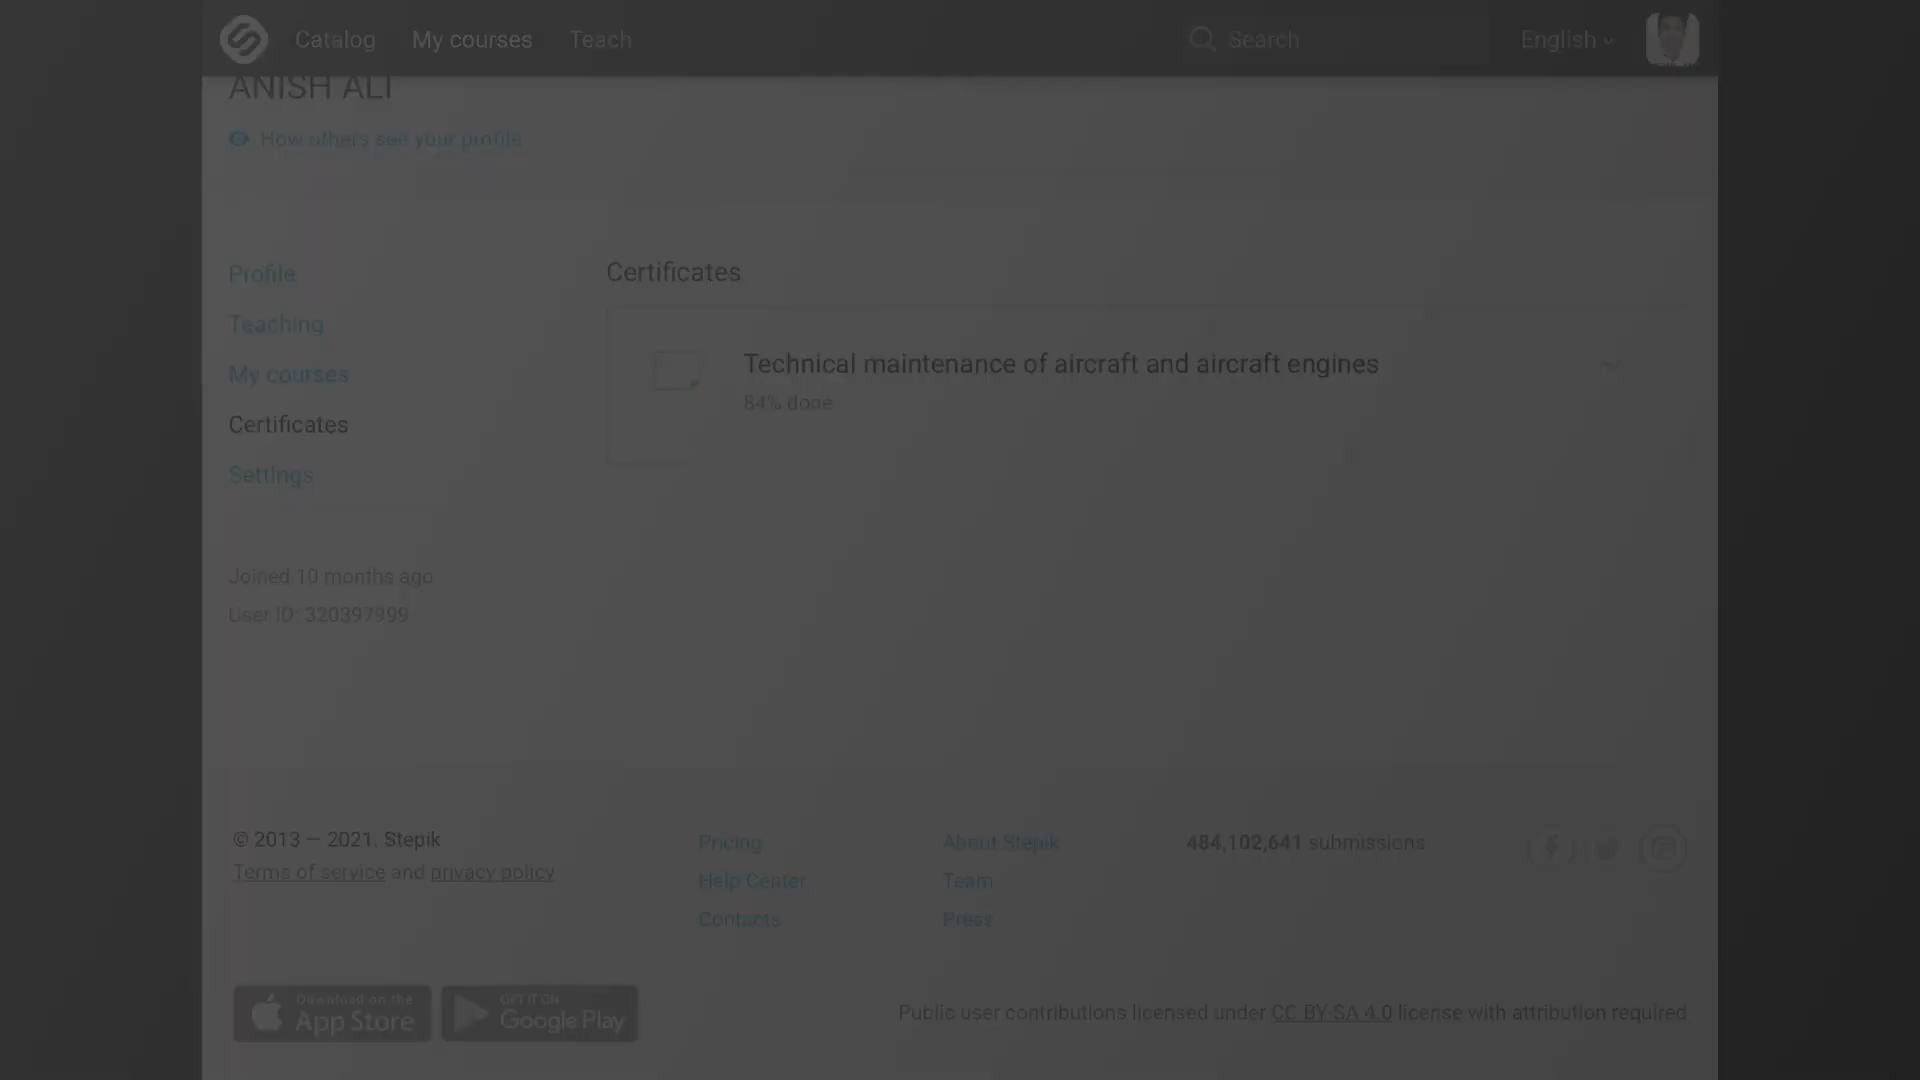 Catalog My courses Teach Search English
ANISH ALI
How others see your profile
Profile
Teaching
My courses
Certificates
Settings
Joined 10 months ago
User ID: 320397999
Certificates
Technical maintenance of aircraft and aircraft engines
84% done
© 2013 — 2021. Stepik
Terms of service and privacy policy
Pricing
Help Center
Contacts
About Stepik
Team
Press
484,102,641 submissions
Download on the
App Store
GET IT ON
Google Play
Public user contributions licensed under CC BY-SA 4.0 license with attribution required